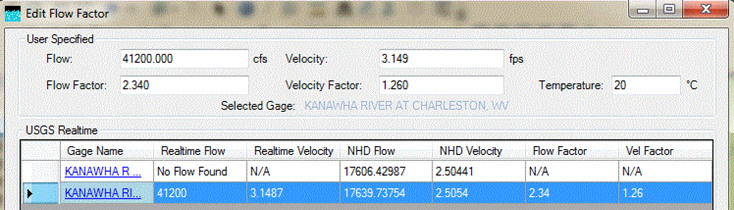 Edit Flow Factor
User Specified
Flow: 41200.000 cfs Velocity: 3.149 fps
Flow Factor: 2.340 Velocity Factor: 1.260 Temperature: 20 °C
Selected Gage: KANAWHA RIVER AT CHARLESTON, WV
USGS Realtime
Gage Name Realtime Flow Realtime Velocity NHD Flow NHD Velocity Flow Factor Vel Factor
KANAWHA R ... No Flow Found N/A 17606.42987 2.50441 N/A N/A
KANAWHA RI... 41200 3.1487 17639.73754 2.5054 2.34 1.26